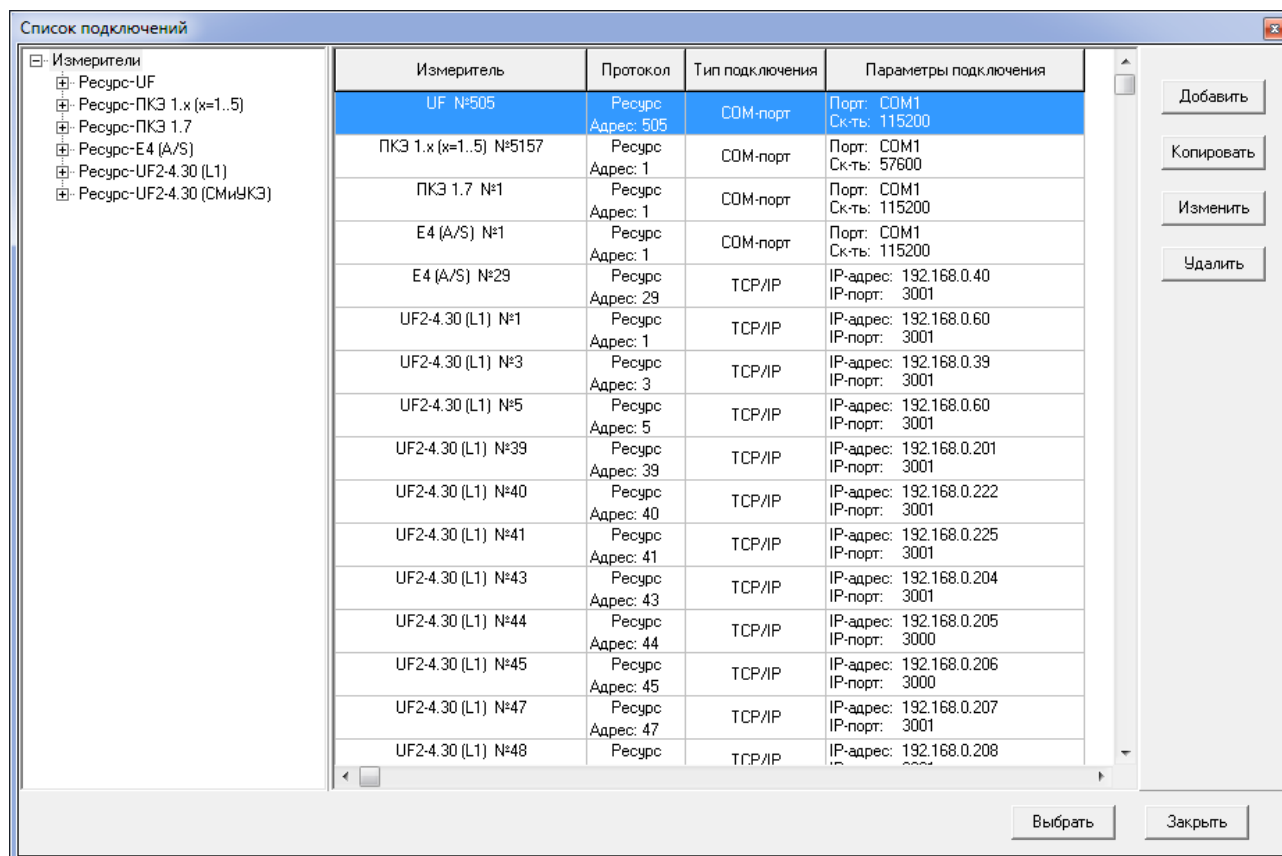 Список подключений
Измерители
Ресурс-UF
Ресурс-ПКЭ 1.x (x=1..5)
Ресурс-ПКЭ 1.7
Ресурс-E4 (A/S)
Ресурс-UF2-4.30 (L1)
Ресурс-UF2-4.30 (СМиУКЭ)
Измеритель Протокол Тип подключения Параметры подключения
UF №505 Ресурс Порт: COM1
Адрес: 505 COM-порт Ск-ть: 115200
ПКЭ 1.x (x=1..5) №5157 Ресурс Порт: COM1
Адрес: 1 COM-порт Ск-ть: 57600
ПКЭ 1.7 №1 Ресурс Порт: COM1
Адрес: 1 COM-порт Ск-ть: 115200
E4 (A/S) №1 Ресурс Порт: COM1
Адрес: 1 COM-порт Ск-ть: 115200
E4 (A/S) №29 Ресурс IP-адрес: 192.168.0.40
Адрес: 29 TCP/IP IP-порт: 3001
UF2-4.30 (L1) №1 Ресурс IP-адрес: 192.168.0.60
Адрес: 1 TCP/IP IP-порт: 3001
UF2-4.30 (L1) №3 Ресурс IP-адрес: 192.168.0.39
Адрес: 3 TCP/IP IP-порт: 3001
UF2-4.30 (L1) №5 Ресурс IP-адрес: 192.168.0.60
Адрес: 5 TCP/IP IP-порт: 3001
UF2-4.30 (L1) №39 Ресурс IP-адрес: 192.168.0.201
Адрес: 39 TCP/IP IP-порт: 3001
UF2-4.30 (L1) №40 Ресурс IP-адрес: 192.168.0.222
Адрес: 40 TCP/IP IP-порт: 3001
UF2-4.30 (L1) №41 Ресурс IP-адрес: 192.168.0.225
Адрес: 41 TCP/IP IP-порт: 3001
UF2-4.30 (L1) №43 Ресурс IP-адрес: 192.168.0.204
Адрес: 43 TCP/IP IP-порт: 3001
UF2-4.30 (L1) №44 Ресурс IP-адрес: 192.168.0.205
Адрес: 44 TCP/IP IP-порт: 3000
UF2-4.30 (L1) №45 Ресурс IP-адрес: 192.168.0.206
Адрес: 45 TCP/IP IP-порт: 3000
UF2-4.30 (L1) №47 Ресурс IP-адрес: 192.168.0.207
Адрес: 47 TCP/IP IP-порт: 3001
UF2-4.30 (L1) №48 Ресурс IP-адрес: 192.168.0.208
TCP/IP
Добавить
Копировать
Изменить
Удалить
Выбрать
Закрыть